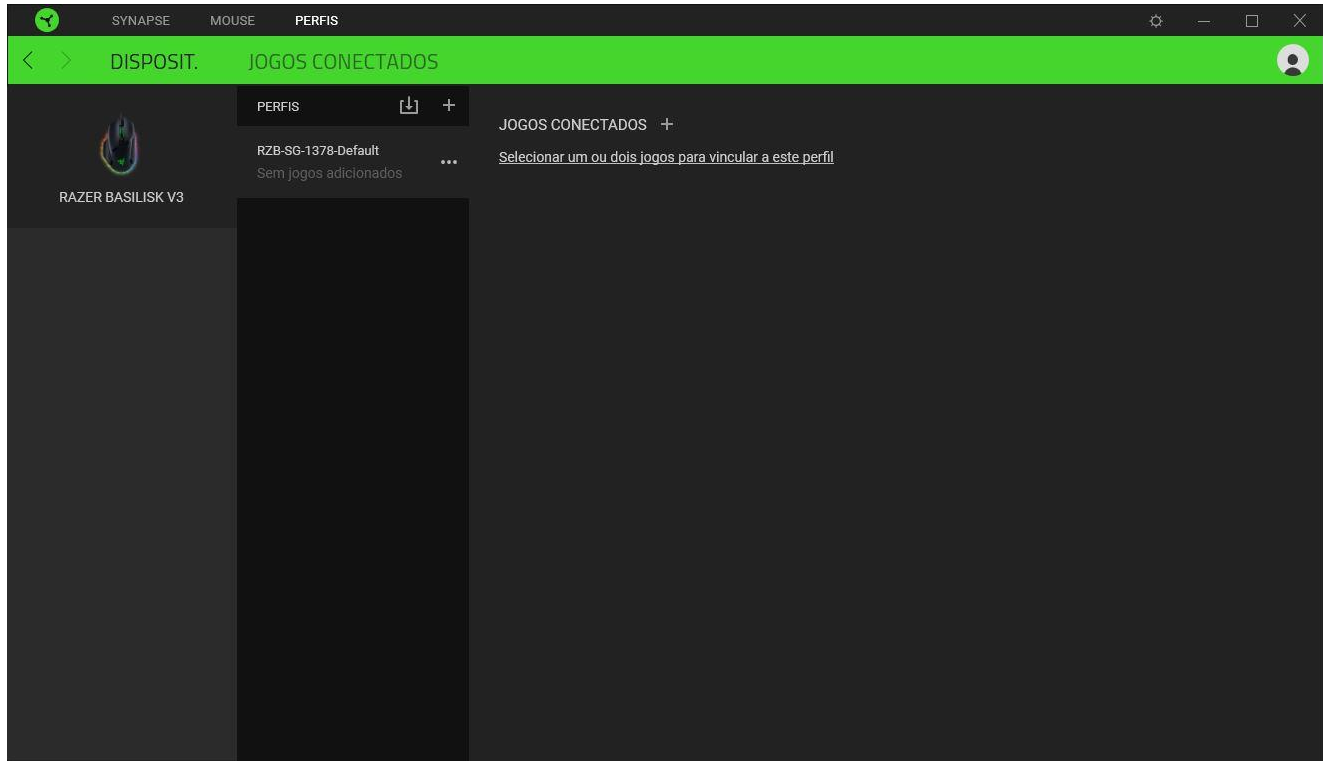 SYNAPSE MOUSE PERFIS
DISPOSIT. JOGOS CONECTADOS
RAZER BASILISK V3
PERFIS
RZB-SG-1378-Default
Sem jogos adicionados
JOGOS CONECTADOS
Selecionar um ou dois jogos para vincular a este perfil